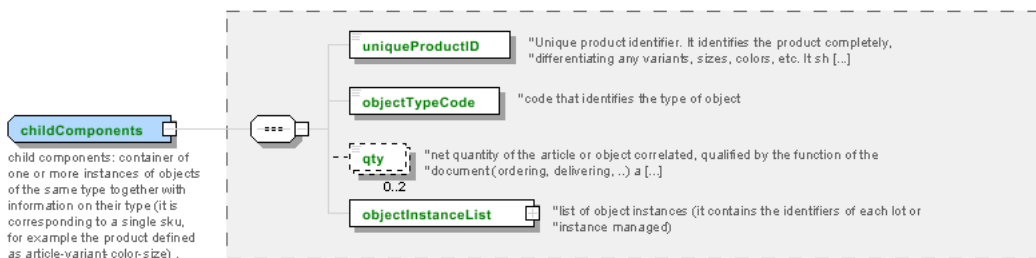 uniqueProductID
"Unique product identifier. It identifies the product completely,
"differentiating any variants, sizes, colors, etc. It sh [...]
objectTypeCode
"code that identifies the type of object
childComponents
child components: container of
one or more instances of objects
of the same type together with
information on their type (it is
corresponding to a single sku,
for example the product defined
as article-variant-color-size) .
qty
0..2
"net quantity of the article or object correlated, qualified by the function of the
"document (ordering, delivering, ..) a [...]
objectInstanceList
"list of object instances (it contains the identifiers of each lot or
"instance managed)